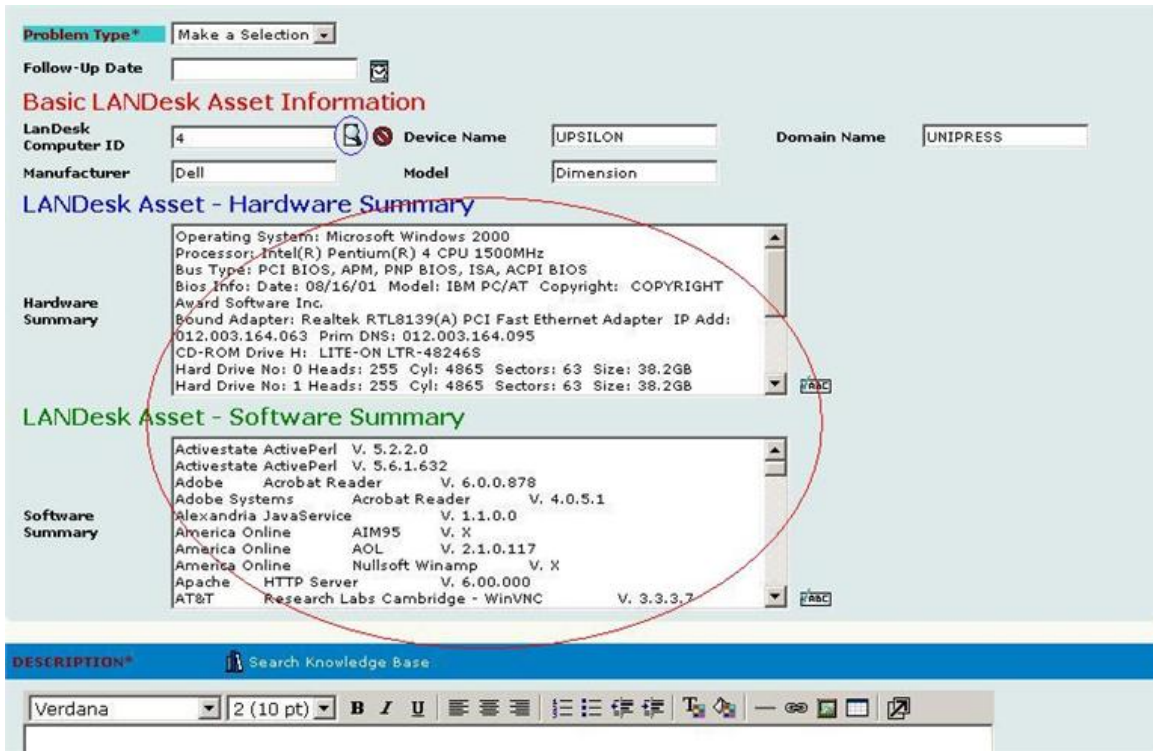 Problem Type* Make a Selection
Follow-Up Date
Basic LANDesk Asset Information
LanDesk Computer ID 4 Device Name UPSILON Domain Name UNIPRESS
Manufacturer Dell Model Dimension
LANDesk Asset - Hardware Summary
Hardware Summary
Operating System: Microsoft Windows 2000
Processor: Intel(R) Pentium(R) 4 CPU 1500MHz
Bus Type: PCI BIOS, APM, PNP BIOS, ISA, ACPI BIOS
Bios Info: Date: 08/16/01 Model: IBM PC/AT Copyright: COPYRIGHT
Award Software Inc.
Bound Adapter: Realtek RTL8139(A) PCI Fast Ethernet Adapter IP Add:
012.003.164.063 Prim DNS: 012.003.164.095
CD-ROM Drive H: LITE-ON LTR-48246S
Hard Drive No: 0 Heads: 255 Cyl: 4865 Sectors: 63 Size: 38.2GB
Hard Drive No: 1 Heads: 255 Cyl: 4865 Sectors: 63 Size: 38.2GB
ABC
LANDesk Asset - Software Summary
Software Summary
Activestate ActivePerl V. 5.2.2.0
Activestate ActivePerl V. 5.6.1.632
Adobe Acrobat Reader V. 6.0.0.878
Adobe Systems Acrobat Reader V. 4.0.5.1
Alexandria JavaService V. 1.1.0.0
America Online AIM95 V. X
America Online AOL V. 2.1.0.117
America Online Nullsoft Winamp V. X
Apache HTTP Server V. 6.00.000
AT&T Research Labs Cambridge - WinVNC V. 3.3.3.7
ABC
DESCRIPTION* Search Knowledge Base
Verdana 2 (10 pt) B I U